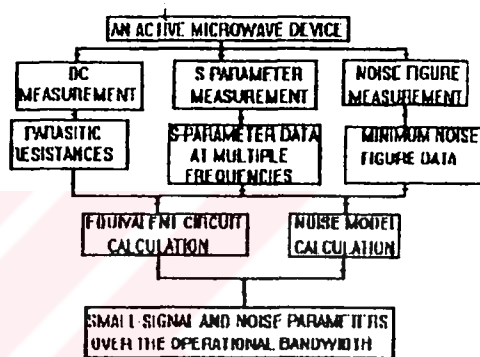 AN ACTIVE MICROWAVE DEVICE
DC
MEASUREMENT
S PARAMETER
MEASUREMENT
NOISE FIGURE
MEASUREMENT
PARASITIC
RESISTANCES
S-PARAMETER DATA
AT MULTIPLE
FREQUENCIES
MINIMUM NOISE
FIGURE DATA
EQUIVALENT CIRCUIT
CALCULATION
NOISE MODEL
CALCULATION
SMALL-SIGNAL AND NOISE PARAMETERS
OVER THE OPERATIONAL BANDWIDTH